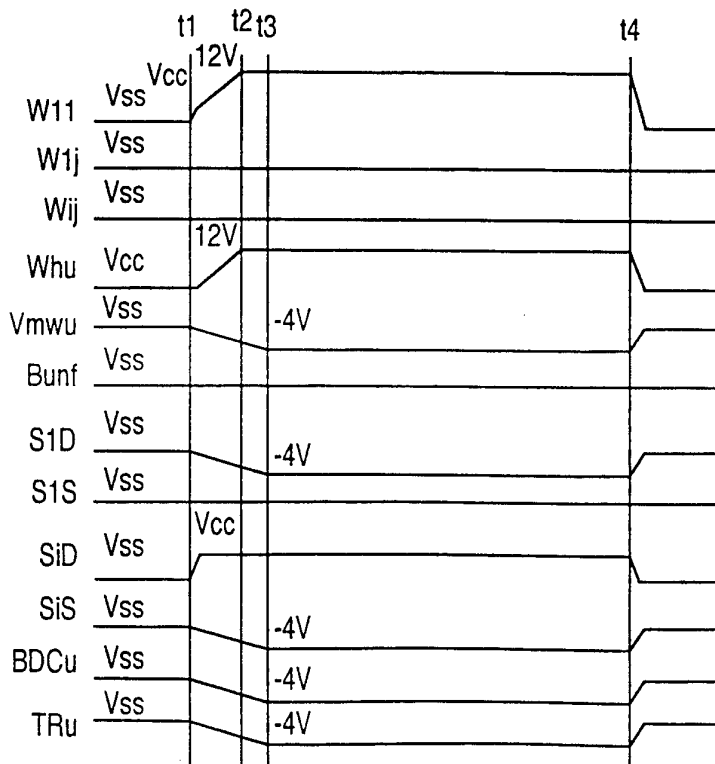 t1 t2 t3 t4
Vcc 12V
W11 Vss
W1j Vss
Wij Vss
12V
Whu Vcc
Vmwu Vss -4V
Bunf Vss
S1D Vss -4V
S1S Vss
Vcc
SiD Vss
SiS Vss -4V
BDCu Vss -4V
TRu Vss -4V